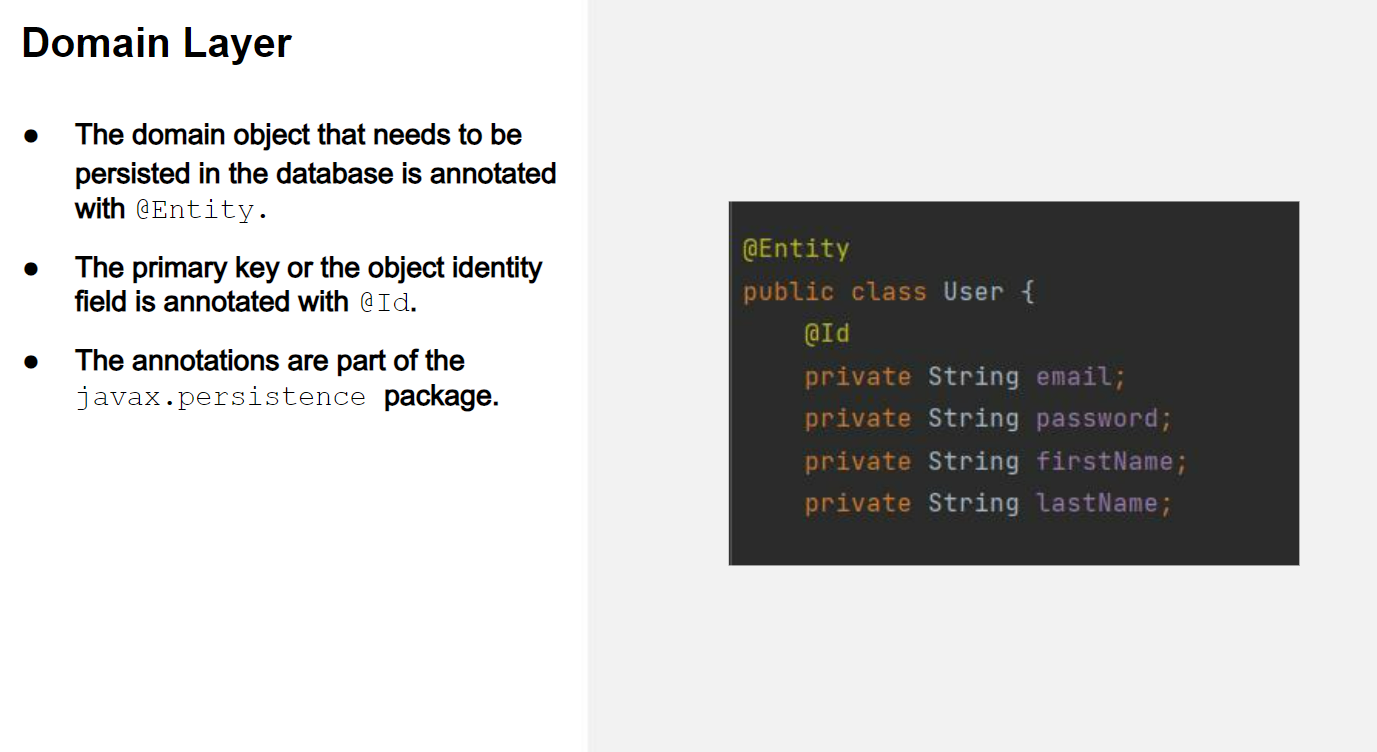 Domain Layer
● The domain object that needs to be
persisted in the database is annotated
with @Entity.
● The primary key or the object identity
field is annotated with @Id.
● The annotations are part of the
javax.persistence package.
@Entity
public class User {
@Id
private String email;
private String password;
private String firstName;
private String lastName;